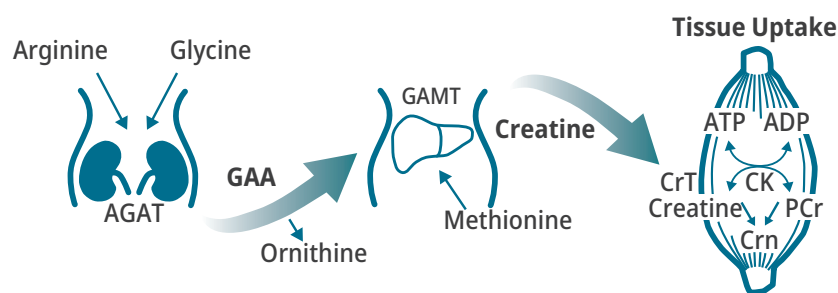 Arginine
Glycine
AGAT
GAA
Ornithine
GAMT
Methionine
Creatine
Tissue Uptake
ATP ADP
CrT CK
Creatine PCr
Crn